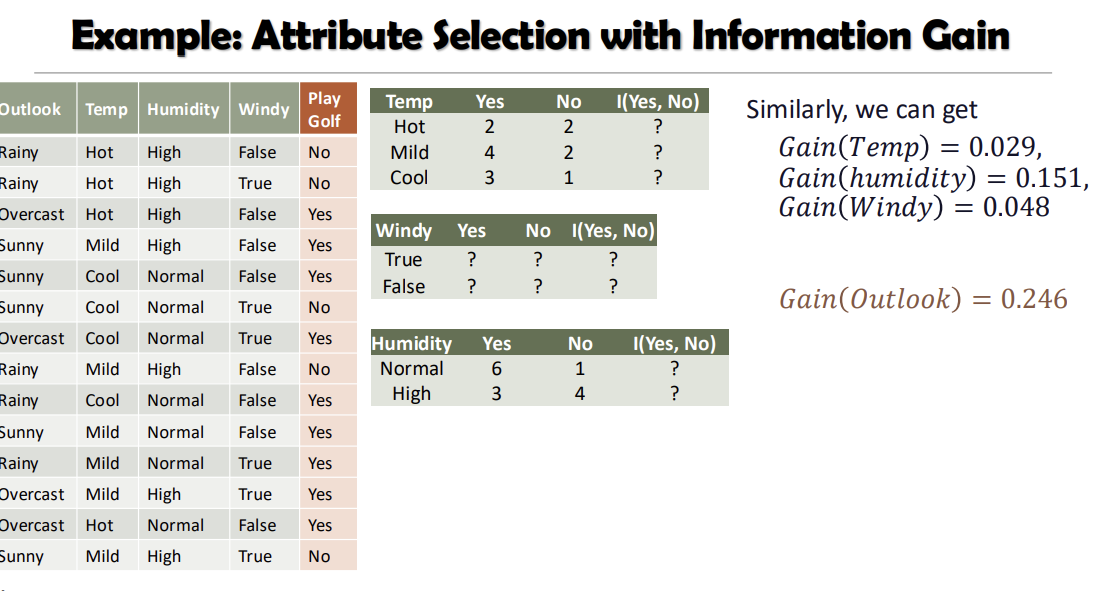 Example: Attribute Selection with Information Gain
Outlook Temp Humidity Windy Play Golf
Rainy Hot High False No
Rainy Hot High True No
Overcast Hot High False Yes
Sunny Mild High False Yes
Sunny Cool Normal False Yes
Sunny Cool Normal True No
Overcast Cool Normal True Yes
Rainy Mild High False No
Rainy Cool Normal False Yes
Sunny Mild Normal False Yes
Rainy Mild Normal True Yes
Overcast Mild High True Yes
Overcast Hot Normal False Yes
Sunny Mild High True No
Temp Yes No I(Yes, No)
Hot 2 2 ?
Mild 4 2 ?
Cool 3 1 ?
Windy Yes No I(Yes, No)
True ? ? ?
False ? ? ?
Humidity Yes No I(Yes, No)
Normal 6 1 ?
High 3 4 ?
Similarly, we can get
Gain(Temp) = 0.029,
Gain(humidity) = 0.151,
Gain(Windy) = 0.048
Gain(Outlook) = 0.246